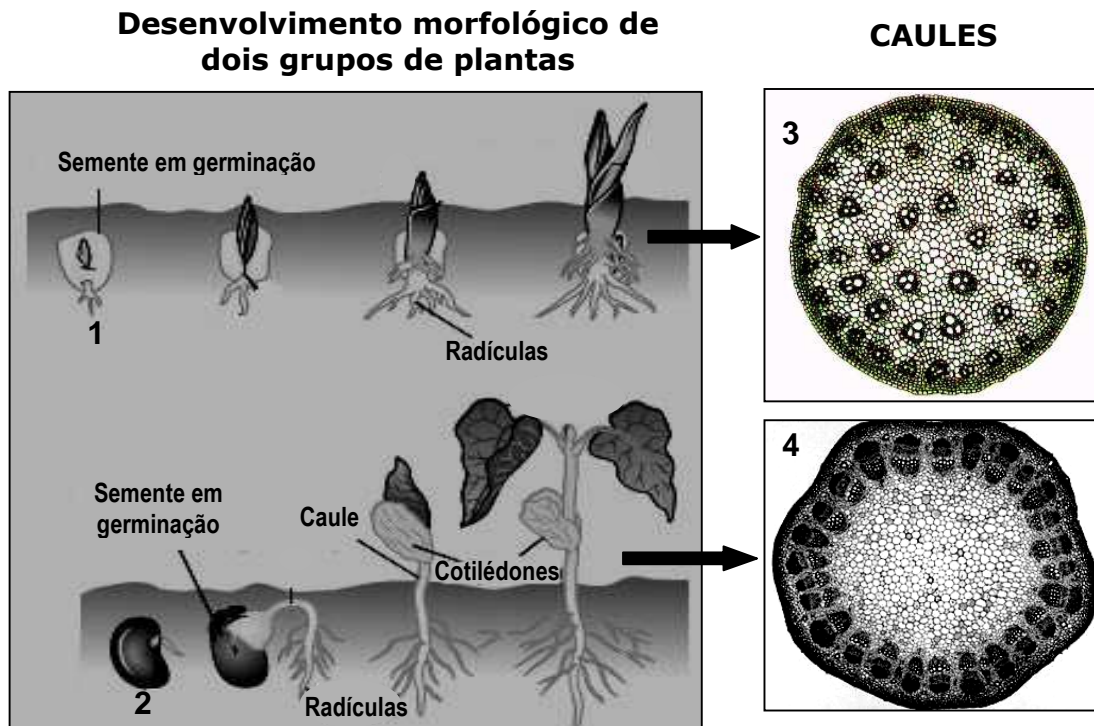 Desenvolvimento morfológico de
dois grupos de plantas
CAULES
Semente em germinação
1
Radículas
3
Semente em
germinação
Caule
Cotilédones
2
Radículas
4